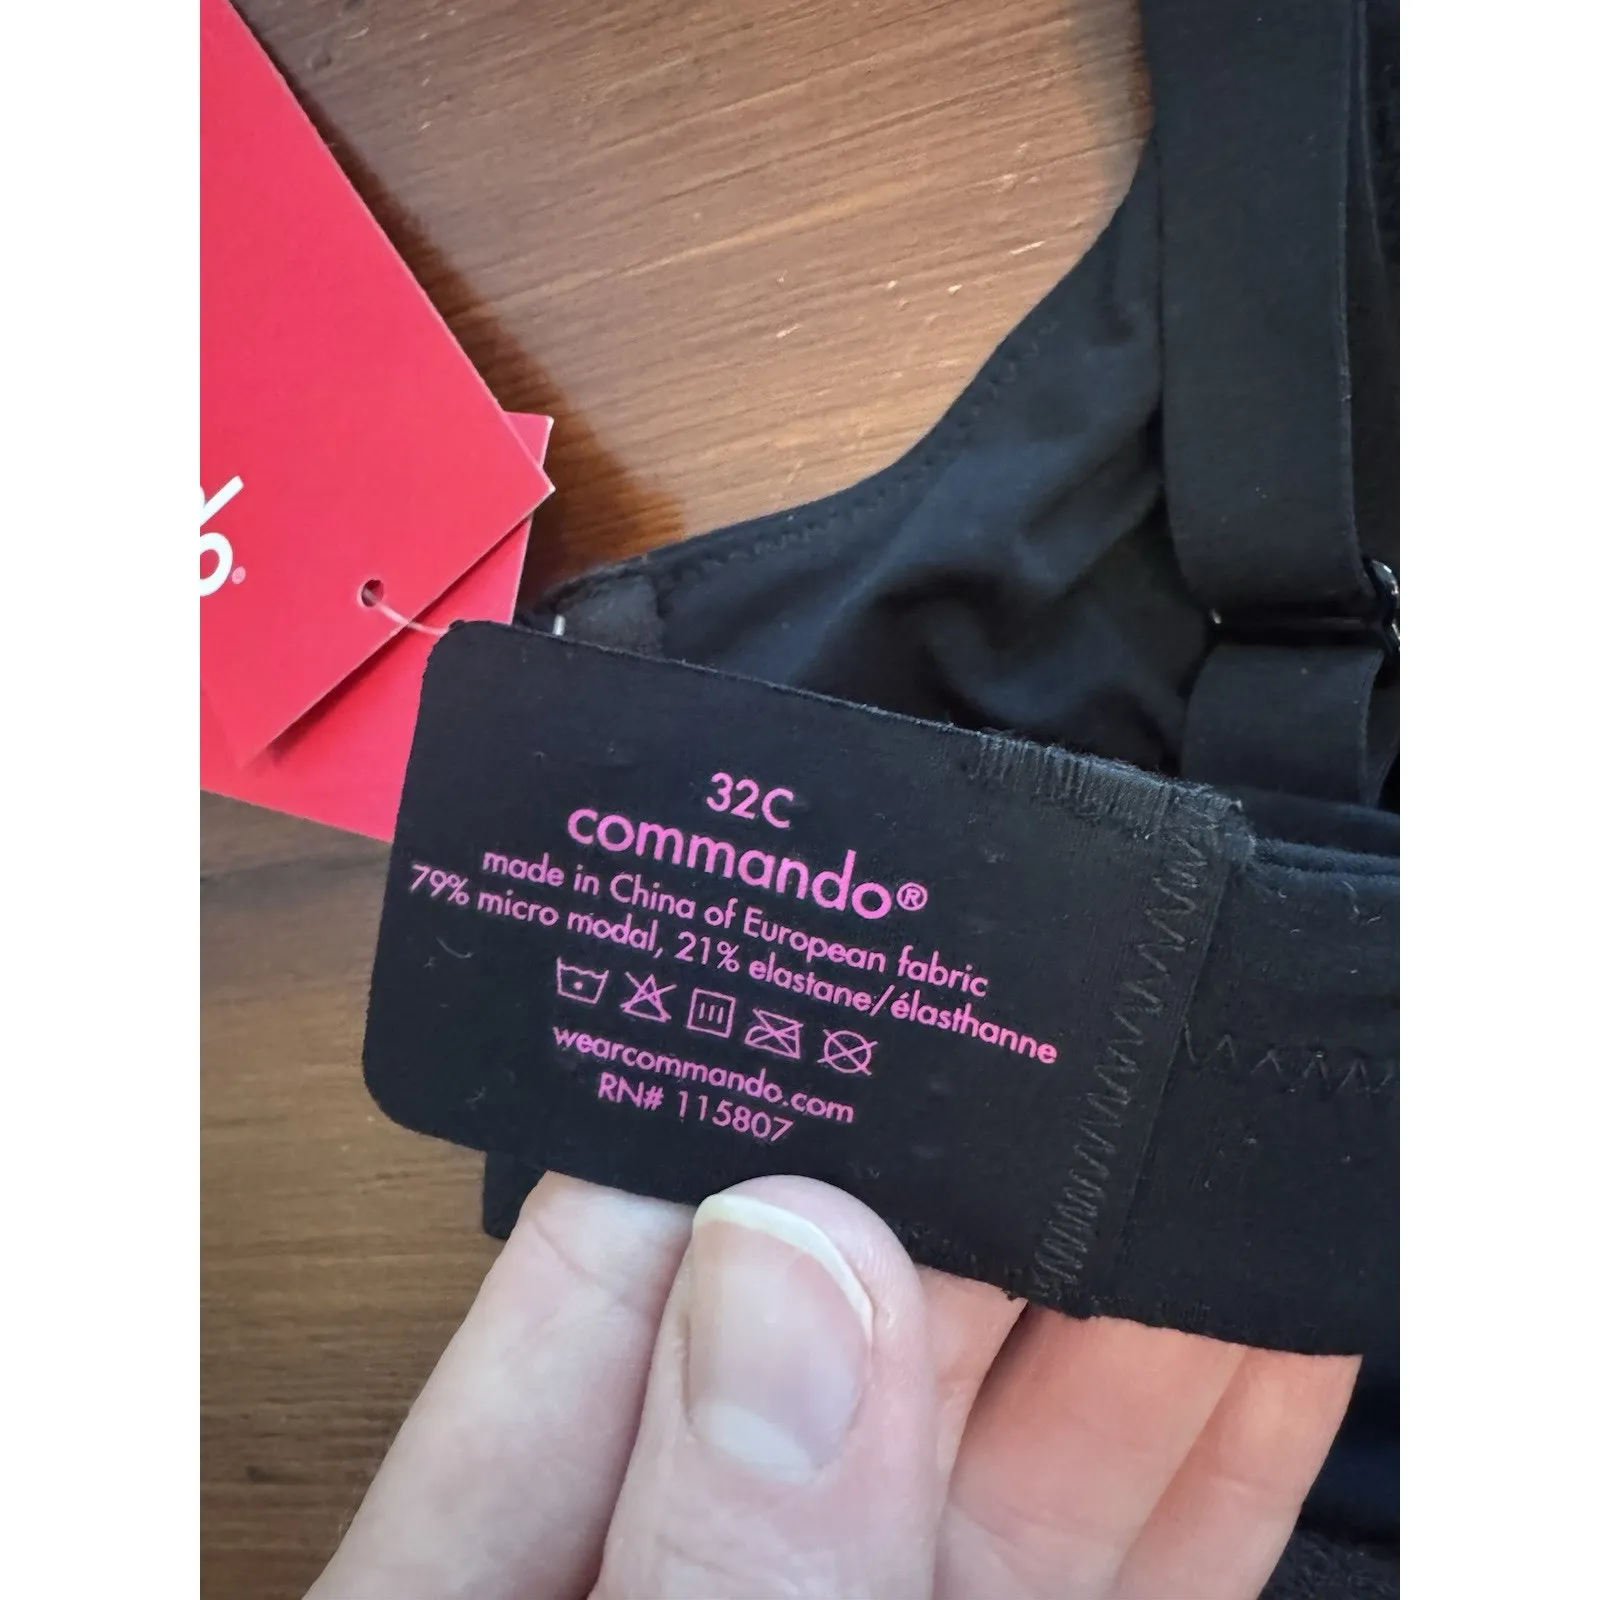 32C
commando®
made in China of European fabric
79% micro modal, 21% elastane/élasthanne
wearcommando.com
RN# 115807